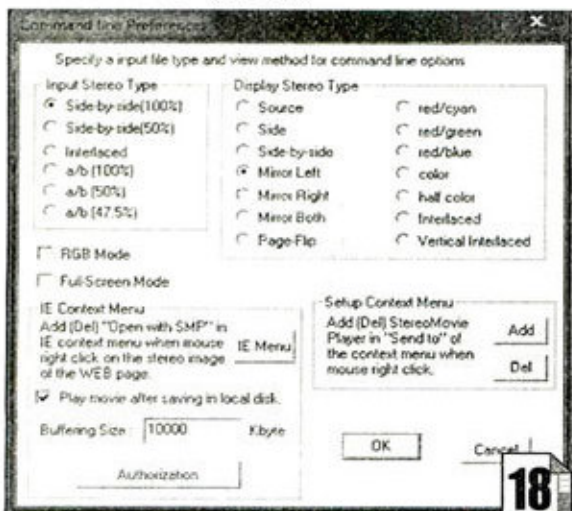 Command line Preferences
Specify a input file type and view method for command line options
Input Stereo Type
Side-by-side(100%)
Side-by-side(50%)
Interlaced
a/b (100%)
a/b (50%)
a/b (47.5%)
Display Stereo Type
Source
Side
Side-by-side
Mirror Left
Mirror Right
Mirror Both
Page-Flip
red/cyan
red/green
red/blue
color
half color
Interlaced
Vertical Interlaced
RGB Mode
Full-Screen Mode
IE Context Menu
Add (Del) "Open with SMP" in
IE context menu when mouse
right click on the stereo image
of the WEB page.
IE Menu
Play movie after saving in local disk.
Buffering Size : 10000 Kbyte
Authorization
Setup Context Menu
Add (Del) StereoMovie
Player in "Send to" of
the context menu when
mouse right click.
Add
Del
OK
Cancel
18